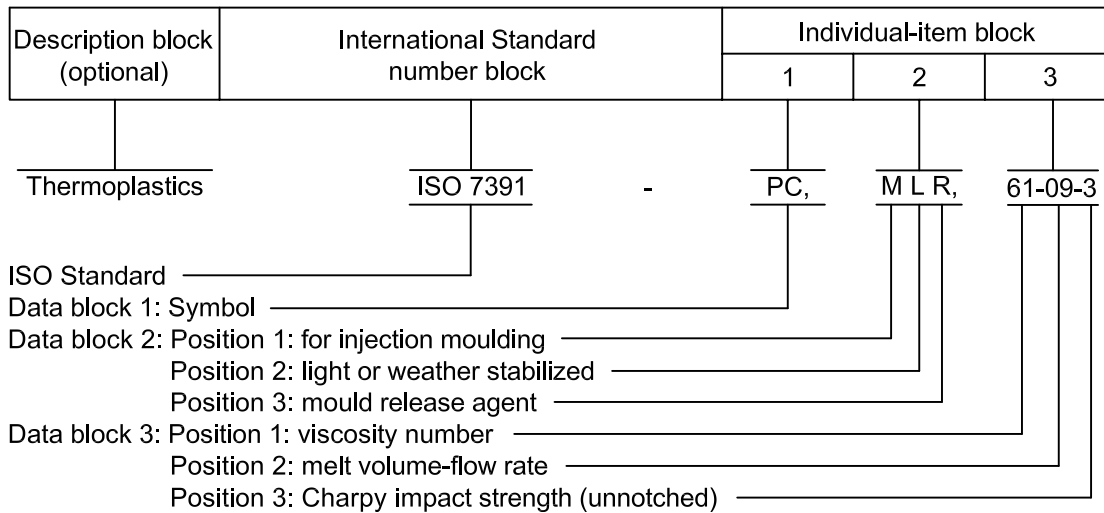 Description block
(optional)
International Standard
number block
Individual-item block
1
2
3
Thermoplastics
ISO 7391
-
PC,
M L R,
61-09-3
ISO Standard
Data block 1: Symbol
Data block 2: Position 1: for injection moulding
Position 2: light or weather stabilized
Position 3: mould release agent
Data block 3: Position 1: viscosity number
Position 2: melt volume-flow rate
Position 3: Charpy impact strength (unnotched)